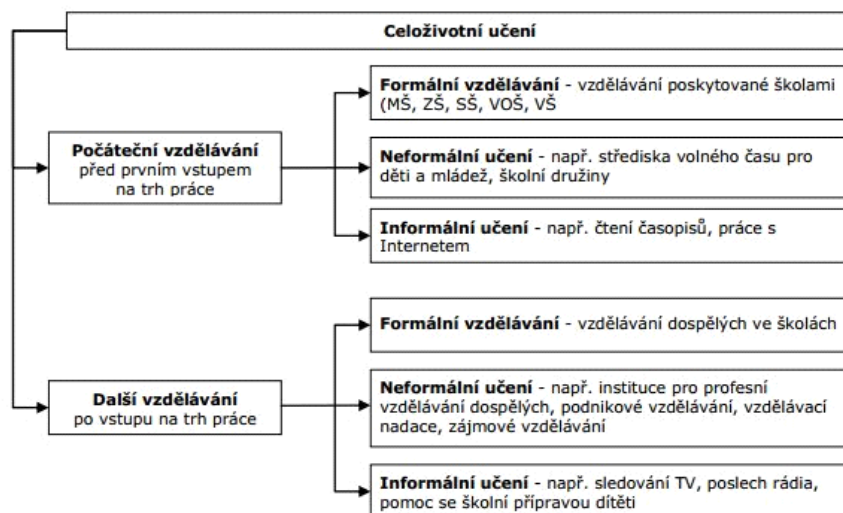 Celoživotní učení
Formální vzdělávání - vzdělávání poskytované školami
(MŠ, ZŠ, SŠ, VOŠ, VŠ
Počáteční vzdělávání
před prvním vstupem
na trh práce
Neformální učení - např. střediska volného času pro
děti a mládež, školní družiny
Informální učení - např. čtení časopisů, práce s
Internetem
Formální vzdělávání - vzdělávání dospělých ve školách
Další vzdělávání
po vstupu na trh práce
Neformální učení - např. instituce pro profesní
vzdělávání dospělých, podnikové vzdělávání, vzdělávací
nadace, zájmové vzdělávání
Informální učení - např. sledování TV, poslech rádia,
pomoc se školní přípravou dítěti